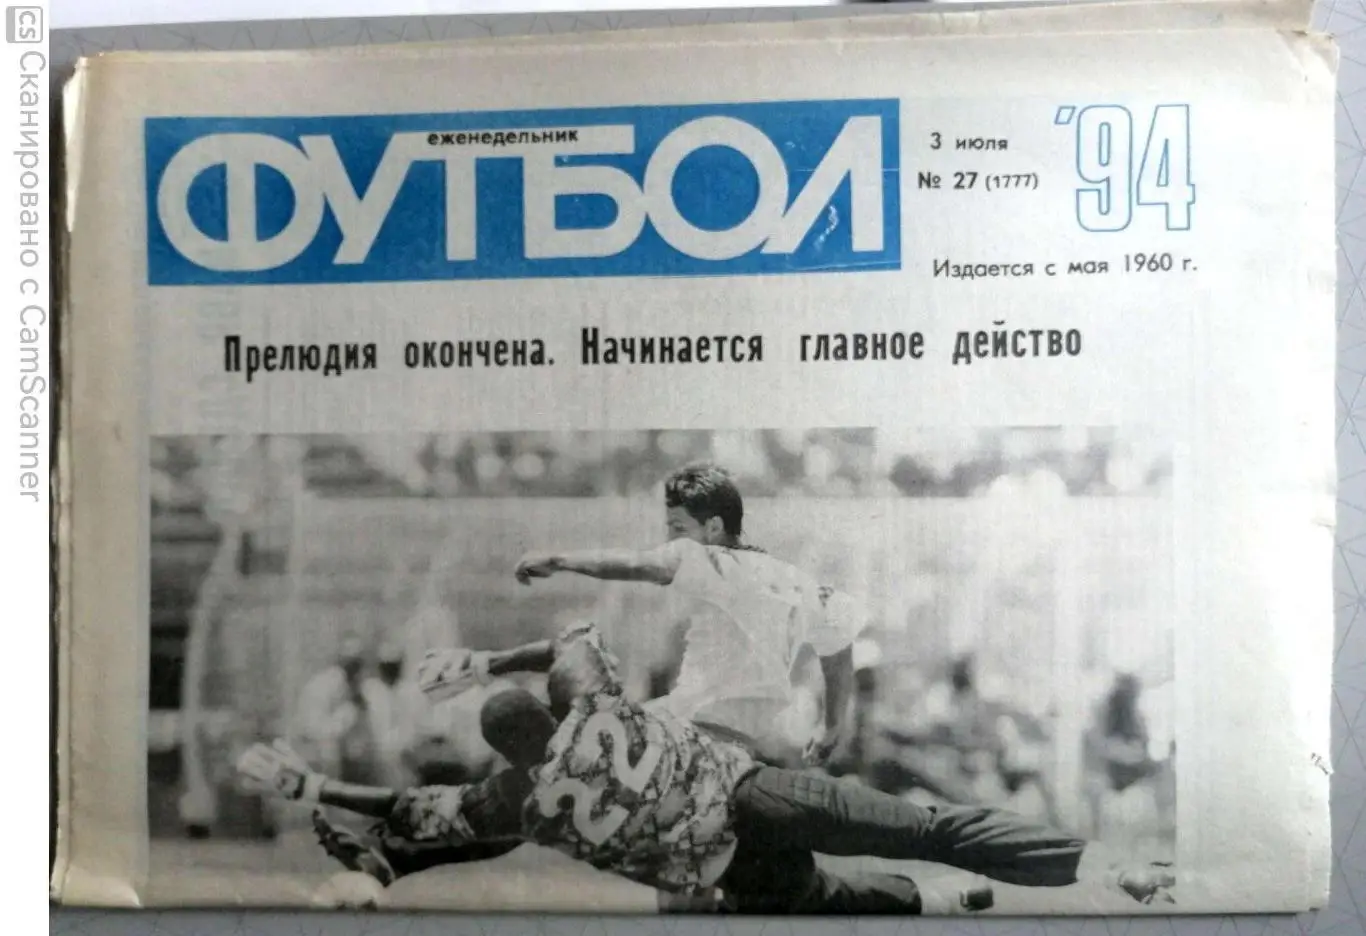 CS Сканировано с CamScanner
еженедельник
ФУТБОЛ
3 июля
№ 27 (1777)
'94
Издается с мая 1960 г.
Прелюдия окончена. Начинается главное действо
22